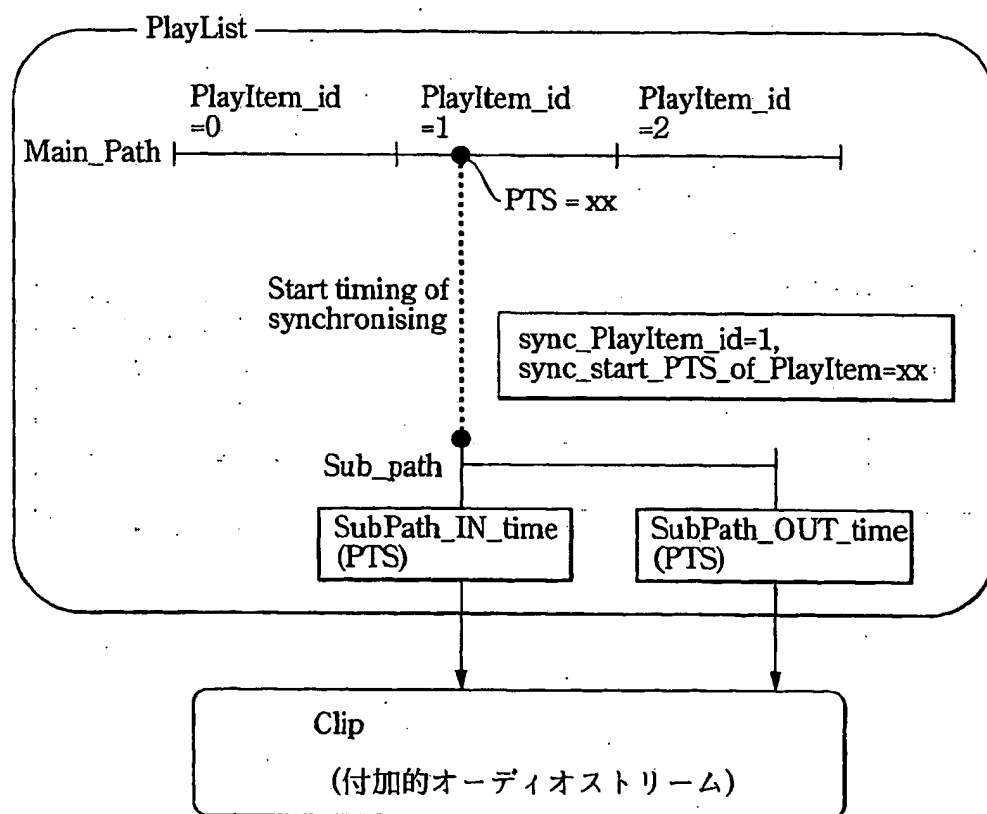 PlayList
PlayItem_id
=0
PlayItem_id
=1
PlayItem_id
=2
Main_Path
PTS = xx
Start timing of
synchronising
sync_PlayItem_id=1,
sync_start_PTS_of_PlayItem=xx
Sub_path
SubPath_IN_time
(PTS)
SubPath_OUT_time
(PTS)
Clip
(付加的オーディオストリーム)